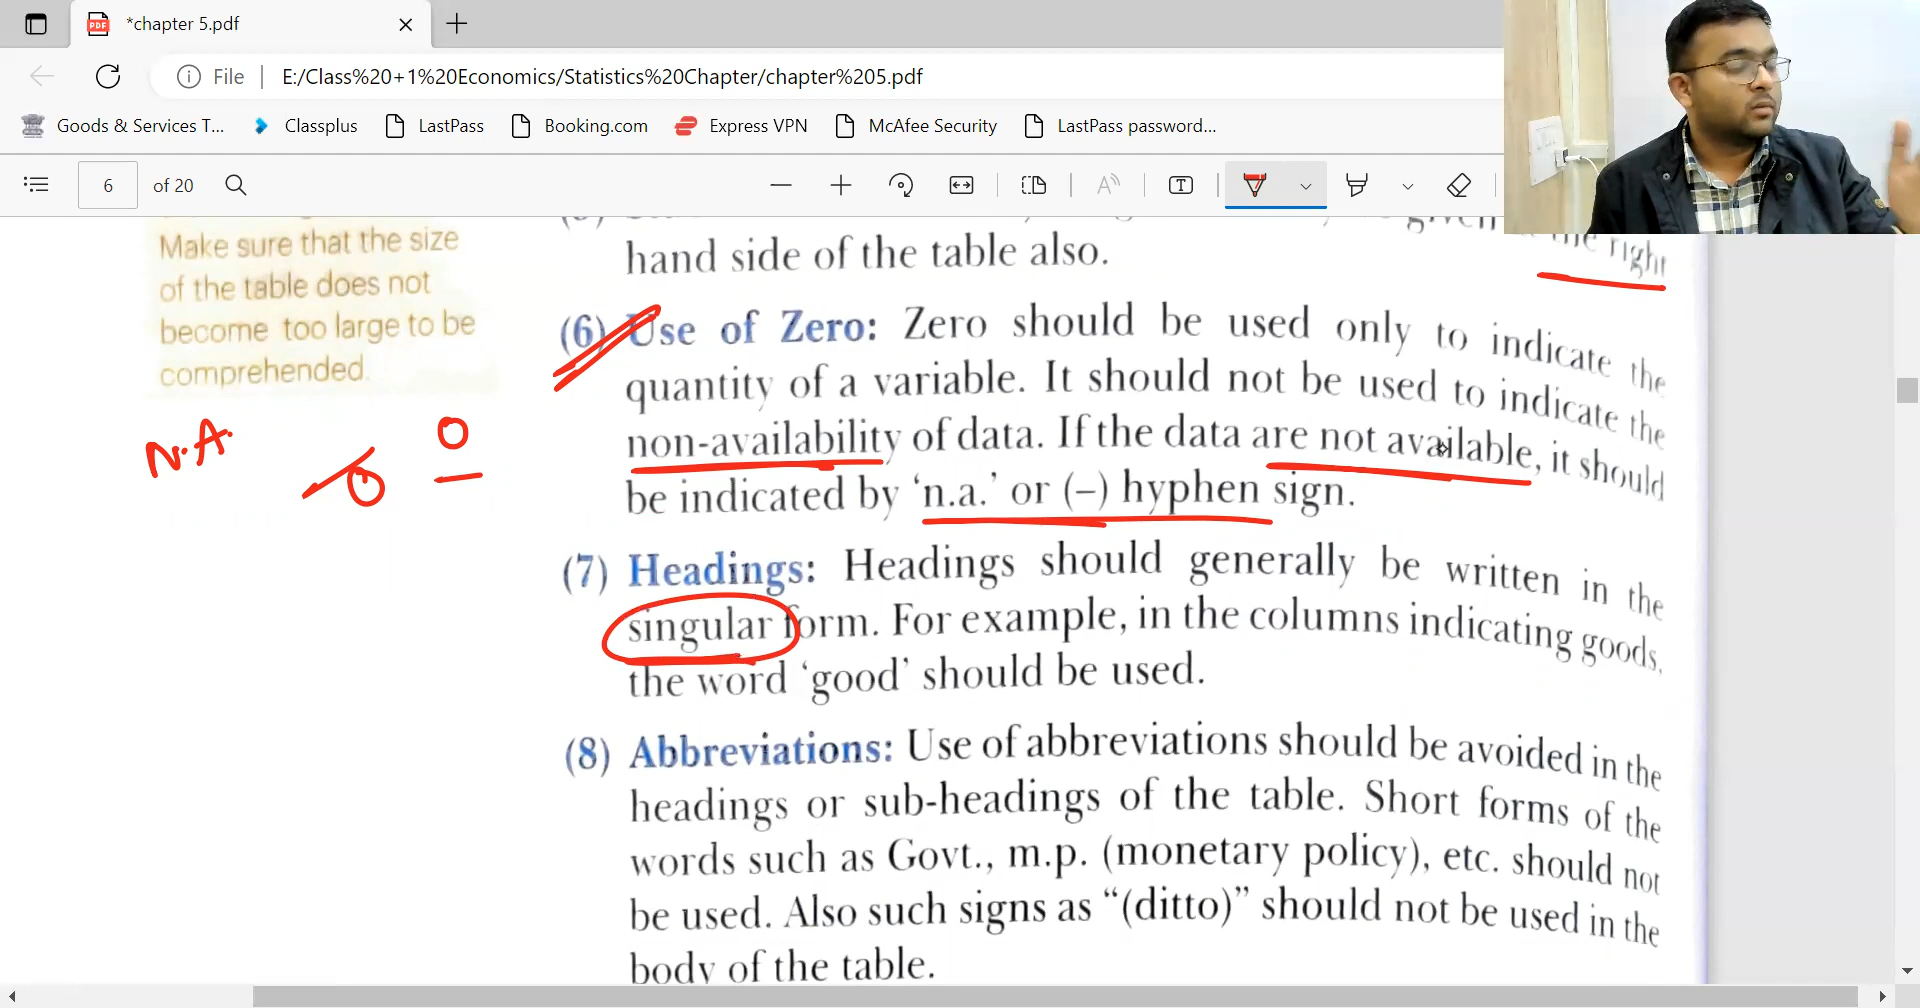 *chapter 5.pdf
File
E:/Class%20+1%20Economics/Statistics%20Chapter/chapter%205.pdf
Goods & Services T...
Classplus
LastPass
Booking.com
Express VPN
McAfee Security
LastPass password...
6
of 20
Make sure that the size
of the table does not
become too large to be
comprehended.
N.A.
0
the right
hand side of the table also.
(6) Use of Zero: Zero should be used only to indicate the
quantity of a variable. It should not be used to indicate the
non-availability of data. If the data are not available, it should
be indicated by ‘n.a.’ or (–) hyphen sign.
(7) Headings: Headings should generally be written in the
singular form. For example, in the columns indicating goods,
the word ‘good’ should be used.
(8) Abbreviations: Use of abbreviations should be avoided in the
headings or sub-headings of the table. Short forms of the
words such as Govt., m.p. (monetary policy), etc. should not
be used. Also such signs as “(ditto)” should not be used in the
body of the table.